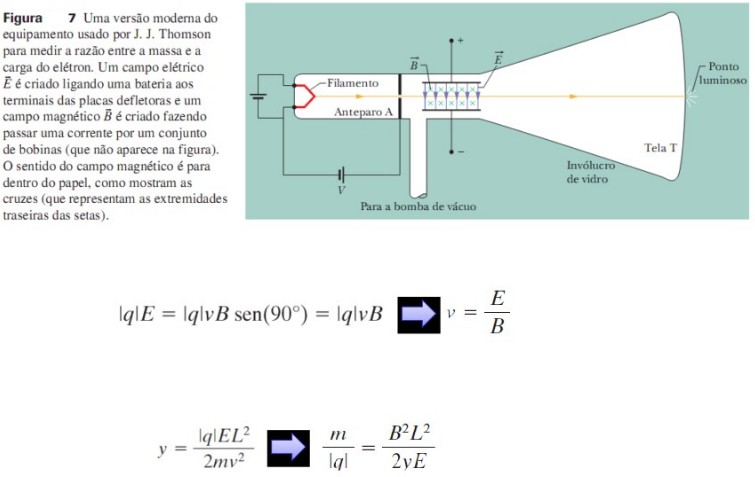 Figura 7 Uma versão moderna do
equipamento usado por J. J. Thomson
para medir a razão entre a massa e a
carga do elétron. Um campo elétrico
E⃗ é criado ligando uma bateria aos
terminais das placas defletoras e um
campo magnético B⃗ é criado fazendo
passar uma corrente por um conjunto
de bobinas (que não aparece na figura).
O sentido do campo magnético é para
dentro do papel, como mostram as
cruzes (que representam as extremidades
traseiras das setas).
+
B⃗
E⃗
Filamento
Anteparo A
Ponto
luminoso
Tela T
−
Invólucro
de vidro
V
Para a bomba de vácuo
|q|E = |q|vB sen(90°) = |q|vB
v = E/B
y = |q|EL²/2mv²
m/|q| = B²L²/2yE